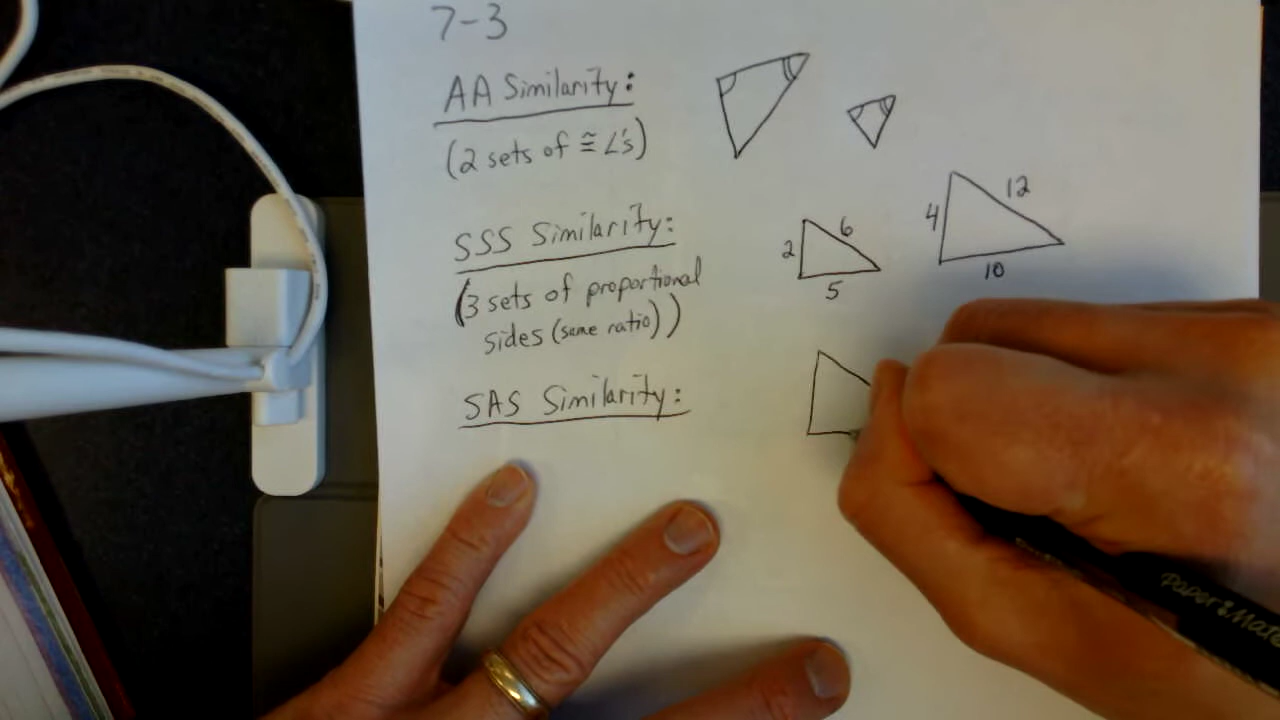 7-3
AA Similarity:
(2 sets of ≅ ∠'s)
SSS Similarity:
(3 sets of proportional
sides (same ratio))
2
6
5
4
12
10
SAS Similarity:
Paper:Mate